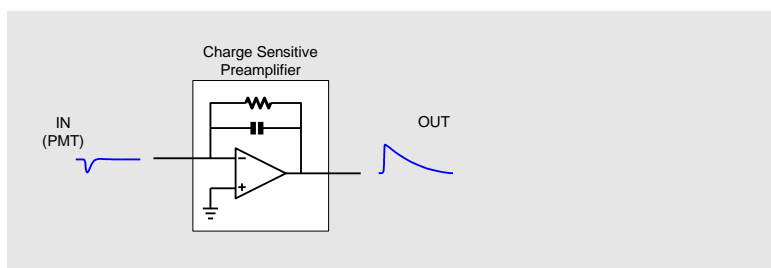 Charge Sensitive
Preamplifier
IN
(PMT)
OUT
−
+